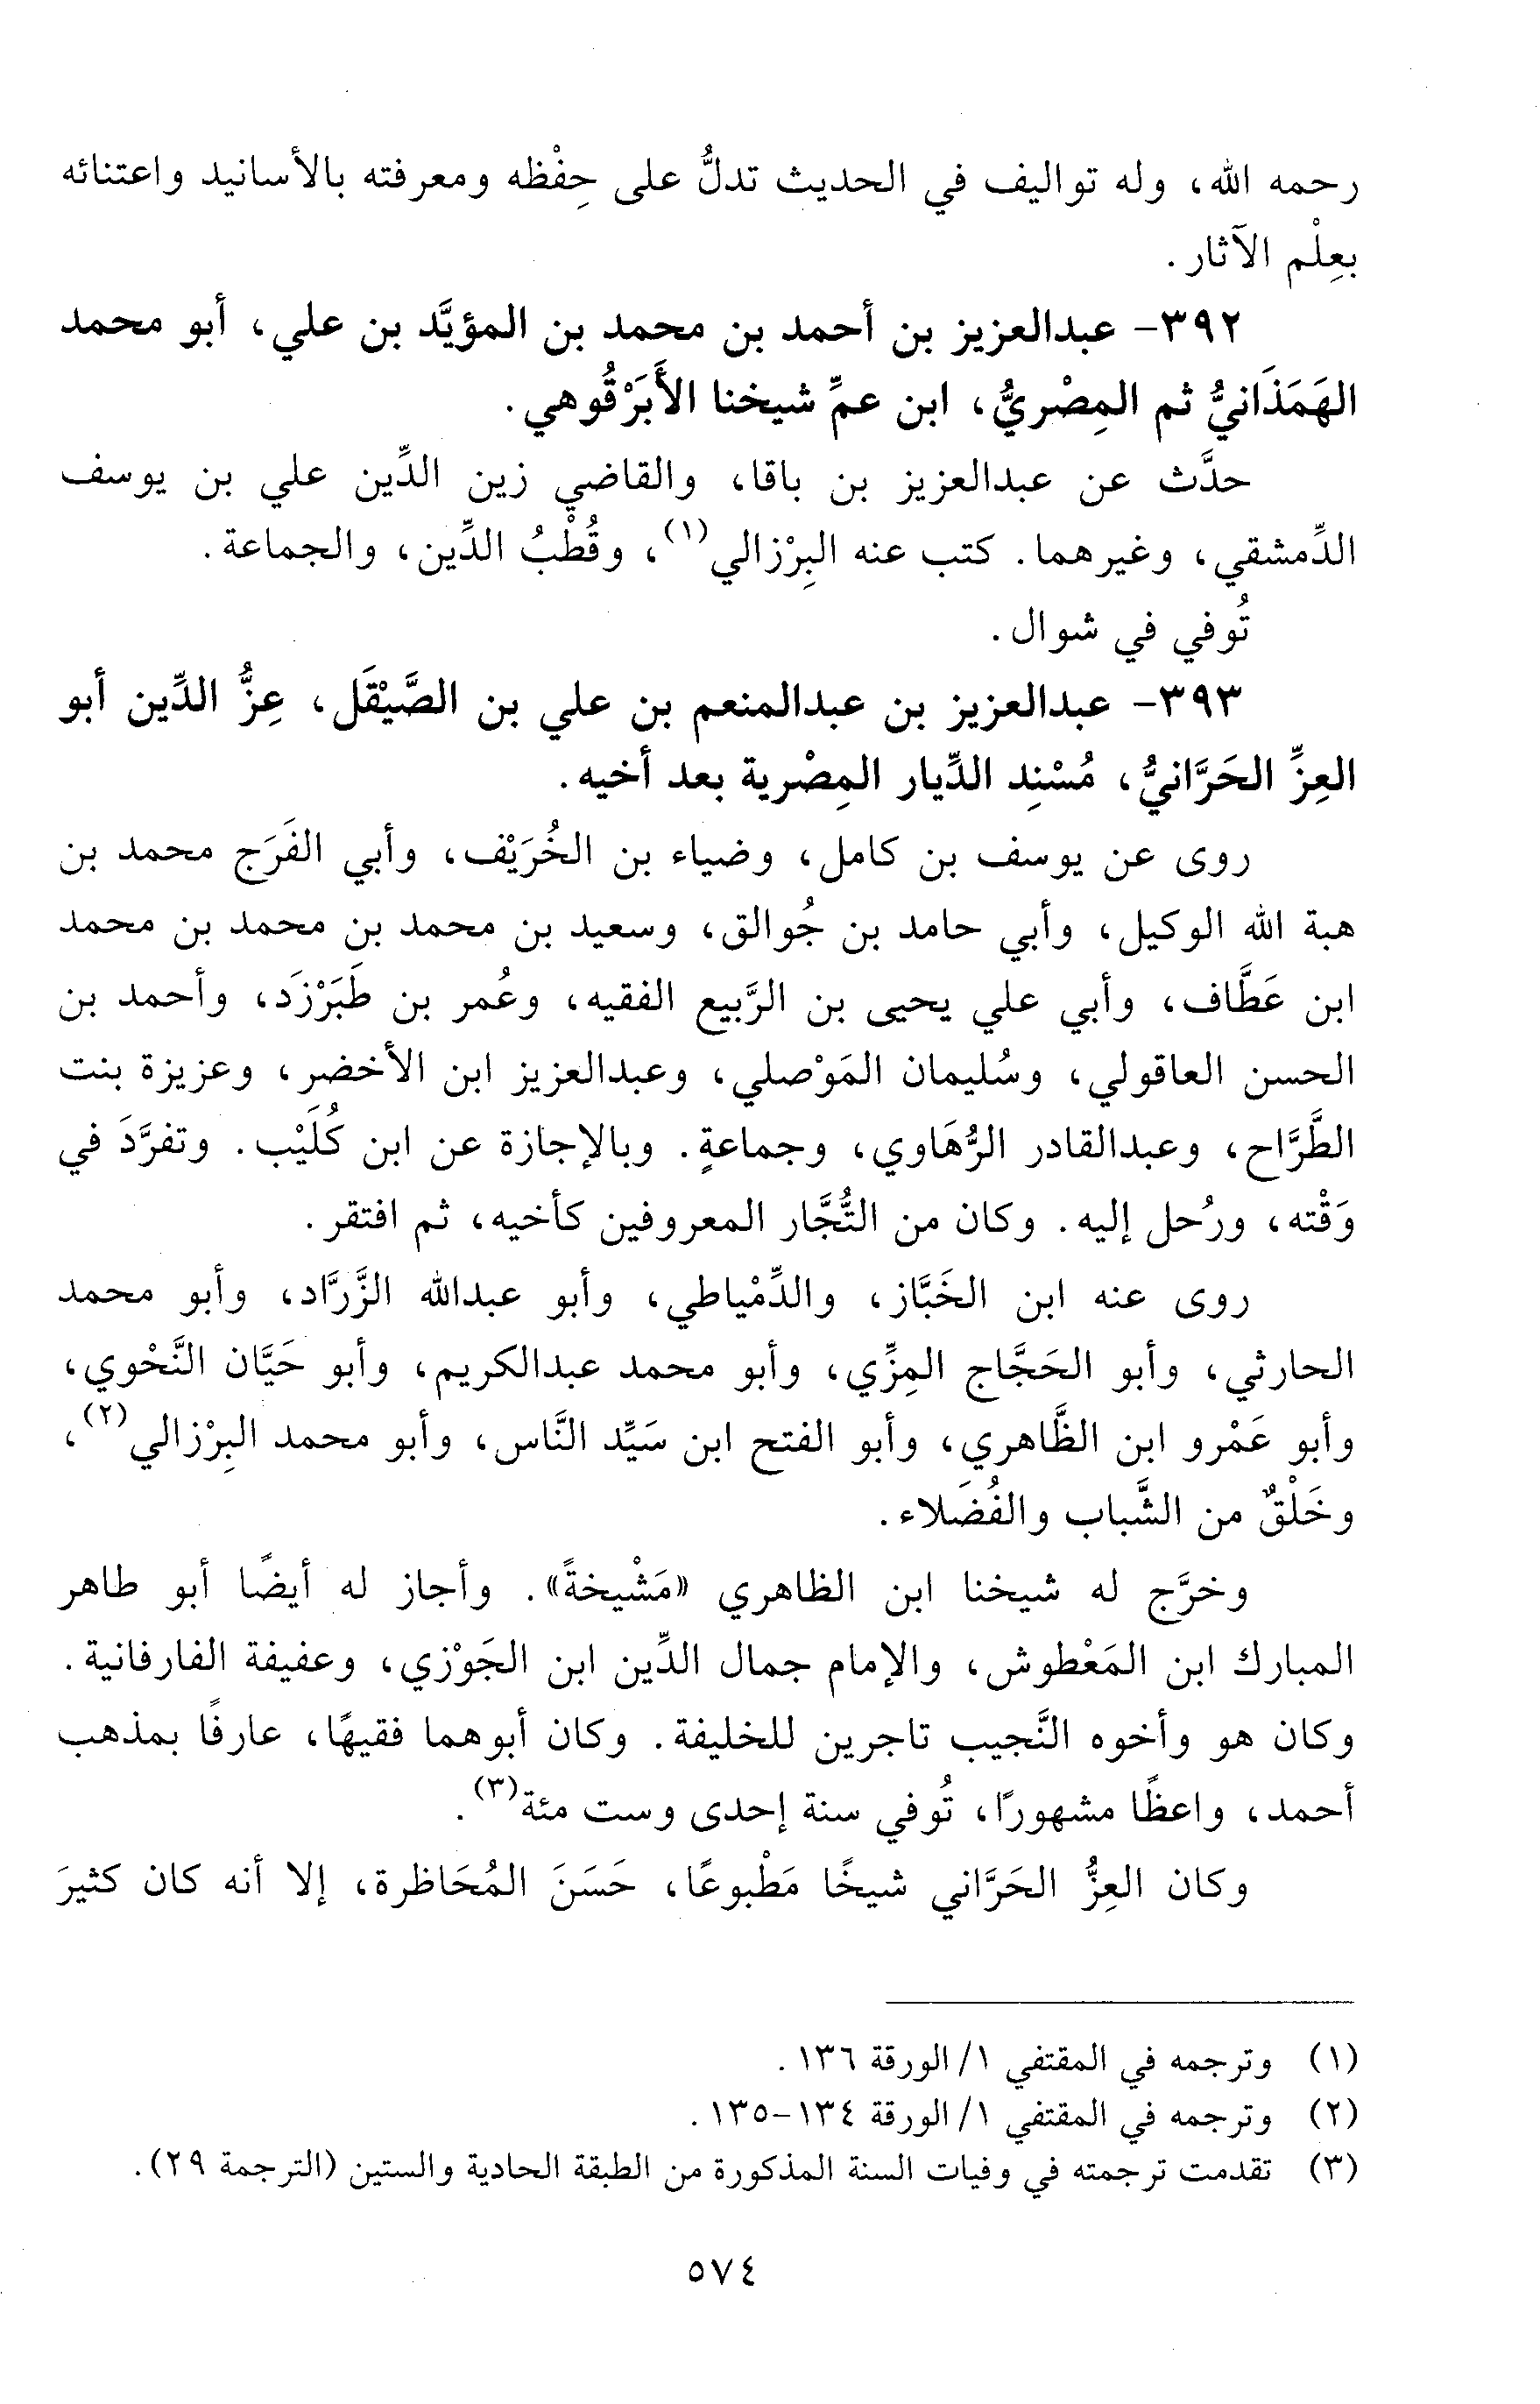 رحمه الله، وله تواليف في الحديث تدلُّ على حِفْظه ومعرفته بالأسانيد واعتنائه
بعِلْم الآثار.
٣٩٢- عبدالعزيز بن أحمد بن محمد بن المؤيَّد بن علي، أبو محمد
الهَمَذَانيُّ ثم المِصْريُّ، ابن عمِّ شيخنا الأَبَرْقُوهي.
حدَّث عن عبدالعزيز بن باقا، والقاضي زين الدِّين علي بن يوسف
الدِّمشقي، وغيرهما. كتب عنه البِرْزالي(١)، وقُطْبُ الدِّين، والجماعة.
تُوفي في شوال.
٣٩٣- عبدالعزيز بن عبدالمنعم بن علي بن الصَّيْقَل، عِزُّ الدِّين أبو
العِزِّ الحَرَّانيُّ، مُسْنِد الدِّيار المِصْرية بعد أخيه.
روى عن يوسف بن كامل، وضياء بن الخُرَيْف، وأبي الفَرَج محمد بن
هبة الله الوكيل، وأبي حامد بن جُوالق، وسعيد بن محمد بن محمد بن محمد
ابن عَطَّاف، وأبي علي يحيى بن الرَّبيع الفقيه، وعُمر بن طَبَرْزَد، وأحمد بن
الحسن العاقولي، وسُليمان المَوْصلي، وعبدالعزيز ابن الأخضر، وعزيزة بنت
الطَّرَّاح، وعبدالقادر الرُّهَاوي، وجماعةٍ. وبالإجازة عن ابن كُلَيْب. وتفرَّدَ في
وَقْته، ورُحل إليه. وكان من التُّجَّار المعروفين كأخيه، ثم افتقر.
روى عنه ابن الخَبَّاز، والدِّمْياطي، وأبو عبدالله الزَّرَّاد، وأبو محمد
الحارثي، وأبو الحَجَّاج المِزِّي، وأبو محمد عبدالكريم، وأبو حَيَّان النَّحْوي،
وأبو عَمْرو ابن الظَّاهري، وأبو الفتح ابن سَيِّد النَّاس، وأبو محمد البِرْزالي(٢)،
وخَلْقٌ من الشَّباب والفُضَلاء.
وخرَّج له شيخنا ابن الظاهري «مَشْيخةً». وأجاز له أيضًا أبو طاهر
المبارك ابن المَعْطوش، والإمام جمال الدِّين ابن الجَوْزي، وعفيفة الفارفانية.
وكان هو وأخوه النَّجيب تاجرين للخليفة. وكان أبوهما فقيهًا، عارفًا بمذهب
أحمد، واعظًا مشهورًا، تُوفي سنة إحدى وست مئة(٣).
وكان العِزُّ الحَرَّاني شيخًا مَطْبوعًا، حَسَنَ المُحَاظرة، إلا أنه كان كثيرَ
(١) وترجمه في المقتفي ١/ الورقة ١٣٦.
(٢) وترجمه في المقتفي ١/ الورقة ١٣٤-١٣٥.
(٣) تقدمت ترجمته في وفيات السنة المذكورة من الطبقة الحادية والستين (الترجمة ٢٩).
٥٧٤